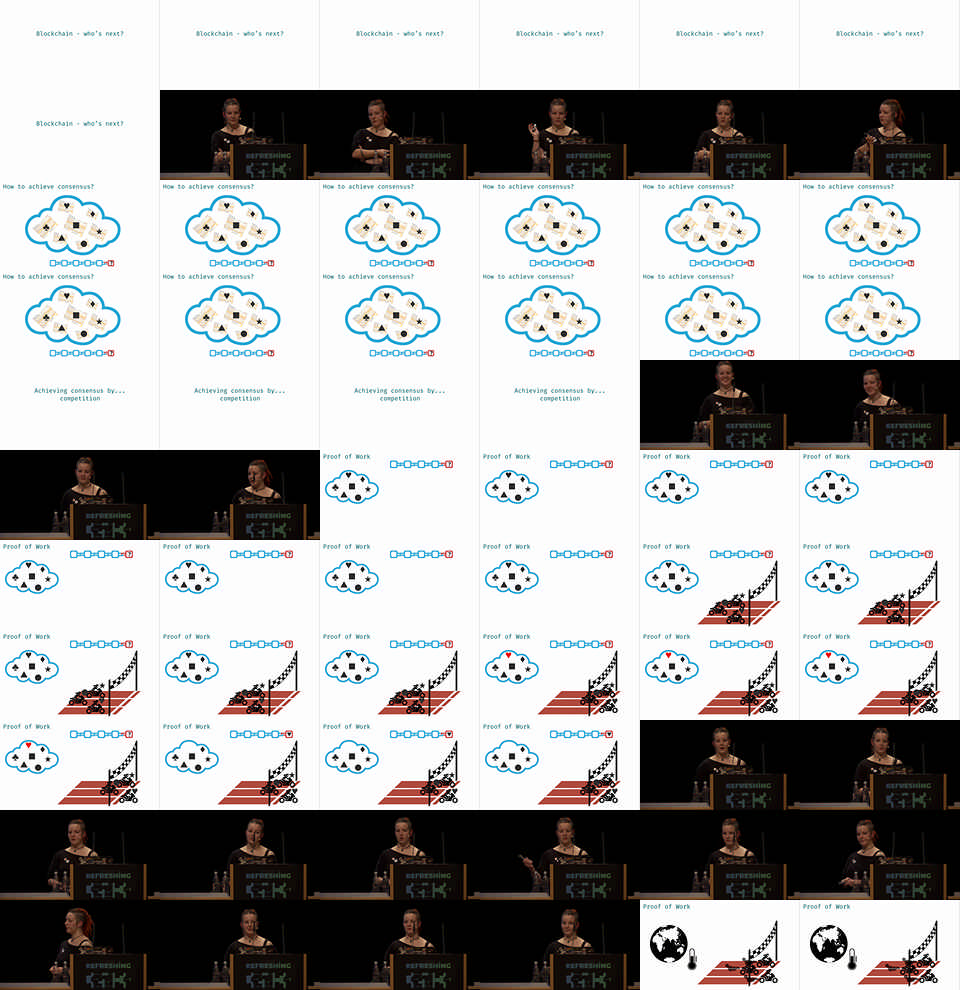 Blockchain - who's next?
Blockchain - who's next?
Blockchain - who's next?
Blockchain - who's next?
Blockchain - who's next?
Blockchain - who's next?
Blockchain - who's next?
REFRESHING
REFRESHING
REFRESHING
REFRESHING
REFRESHING
How to achieve consensus?
?
How to achieve consensus?
?
How to achieve consensus?
?
How to achieve consensus?
?
How to achieve consensus?
?
How to achieve consensus?
?
How to achieve consensus?
?
How to achieve consensus?
?
How to achieve consensus?
?
How to achieve consensus?
?
How to achieve consensus?
?
How to achieve consensus?
?
Achieving consensus by...
competition
Achieving consensus by...
competition
Achieving consensus by...
competition
Achieving consensus by...
competition
REFRESHING
REFRESHING
REFRESHING
REFRESHING
Proof of Work
?
Proof of Work
?
Proof of Work
?
Proof of Work
?
Proof of Work
?
Proof of Work
?
Proof of Work
?
Proof of Work
?
Proof of Work
?
Proof of Work
?
Proof of Work
?
Proof of Work
?
Proof of Work
?
Proof of Work
?
Proof of Work
?
Proof of Work
?
Proof of Work
?
Proof of Work
Proof of Work
Proof of Work
REFRESHING
REFRESHING
REFRESHING
REFRESHING
REFRESHING
REFRESHING
REFRESHING
REFRESHING
REFRESHING
REFRESHING
REFRESHING
REFRESHING
Proof of Work
Proof of Work